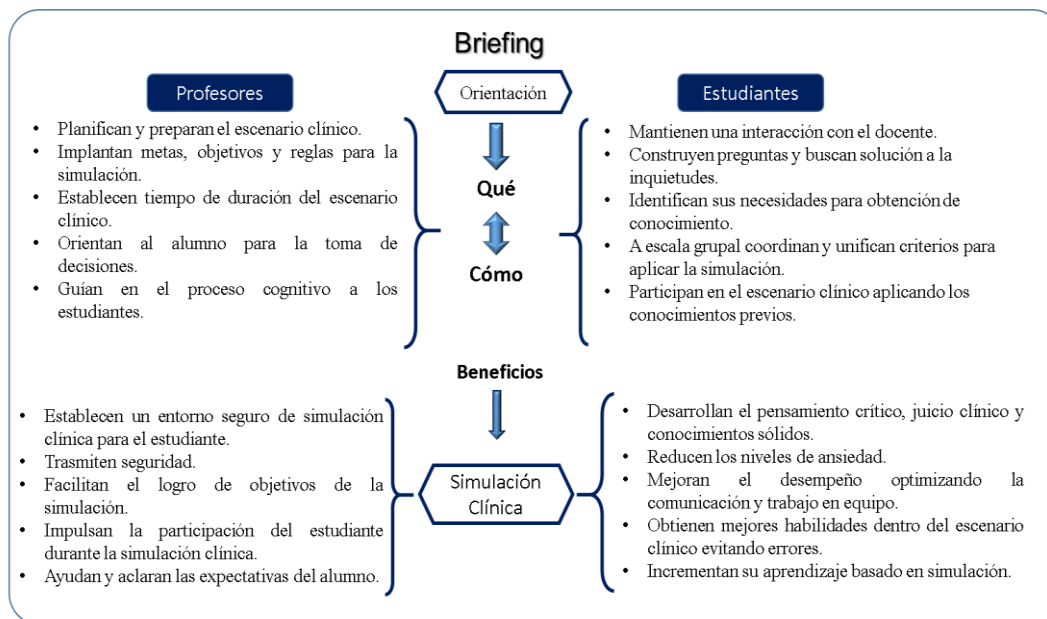 Briefing
Orientación
Profesores
Planifican y preparan el escenario clínico.
Implantan metas, objetivos y reglas para la
simulación.
Establecen tiempo de duración del escenario
clínico.
Orientan al alumno para la toma de
decisiones.
Guían en el proceso cognitivo a los
estudiantes.
Qué
Cómo
Estudiantes
Mantienen una interacción con el docente.
Construyen preguntas y buscan solución a la
inquietudes.
Identifican sus necesidades para obtención de
conocimiento.
A escala grupal coordinan y unifican criterios para
aplicar la simulación.
Participan en el escenario clínico aplicando los
conocimientos previos.
Beneficios
Establecen un entorno seguro de simulación
clínica para el estudiante.
Trasmiten seguridad.
Facilitan el logro de objetivos de la
simulación.
Impulsan la participación del estudiante
durante la simulación clínica.
Ayudan y aclaran las expectativas del alumno.
Simulación
Clínica
Desarrollan el pensamiento crítico, juicio clínico y
conocimientos sólidos.
Reducen los niveles de ansiedad.
Mejoran el desempeño optimizando la
comunicación y trabajo en equipo.
Obtienen mejores habilidades dentro del escenario
clínico evitando errores.
Incrementan su aprendizaje basado en simulación.